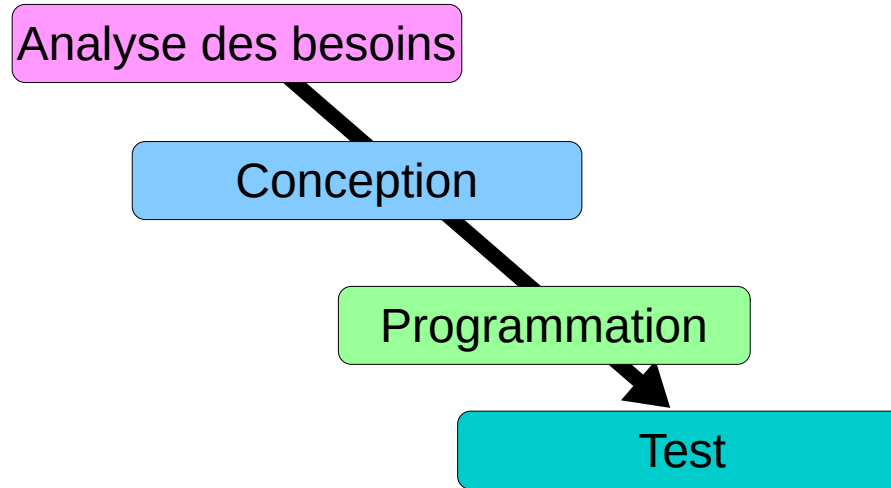 Analyse des besoins
Conception
Programmation
Test